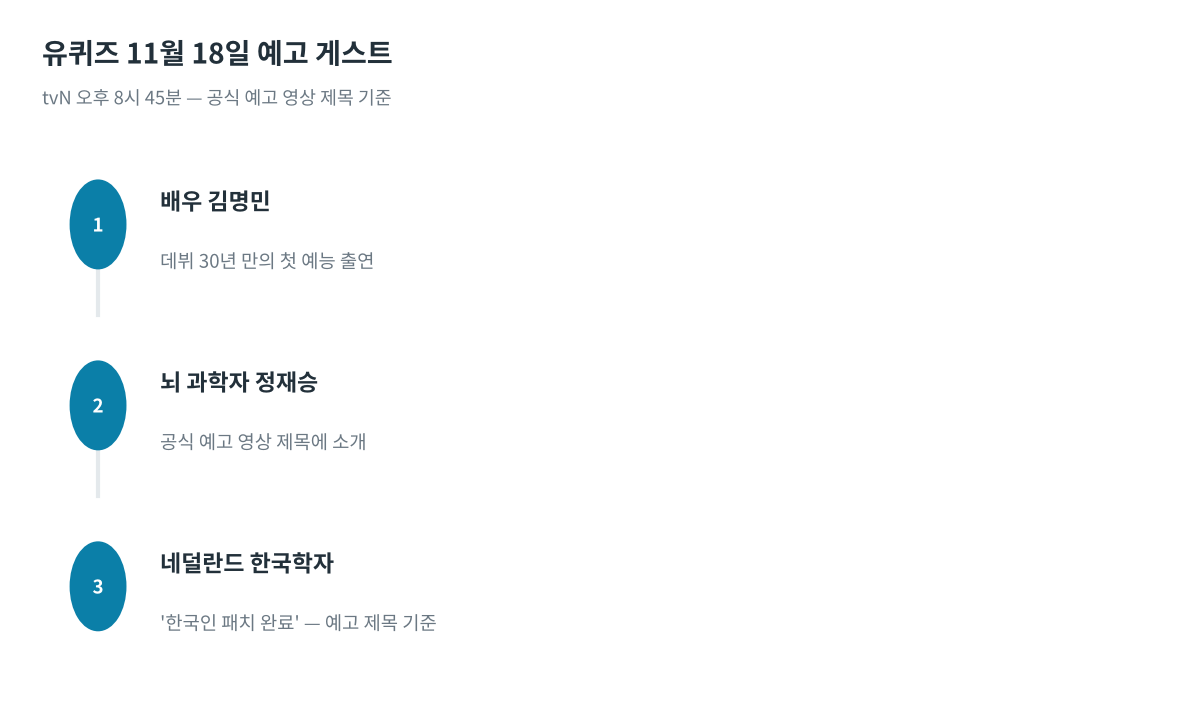 유퀴즈 11월 18일 예고 게스트
tvN 오후 8시 45분 — 공식 예고 영상 제목 기준
1
배우 김명민
데뷔 30년 만의 첫 예능 출연
2
뇌 과학자 정재승
공식 예고 영상 제목에 소개
3
네덜란드 한국학자
'한국인 패치 완료' — 예고 제목 기준